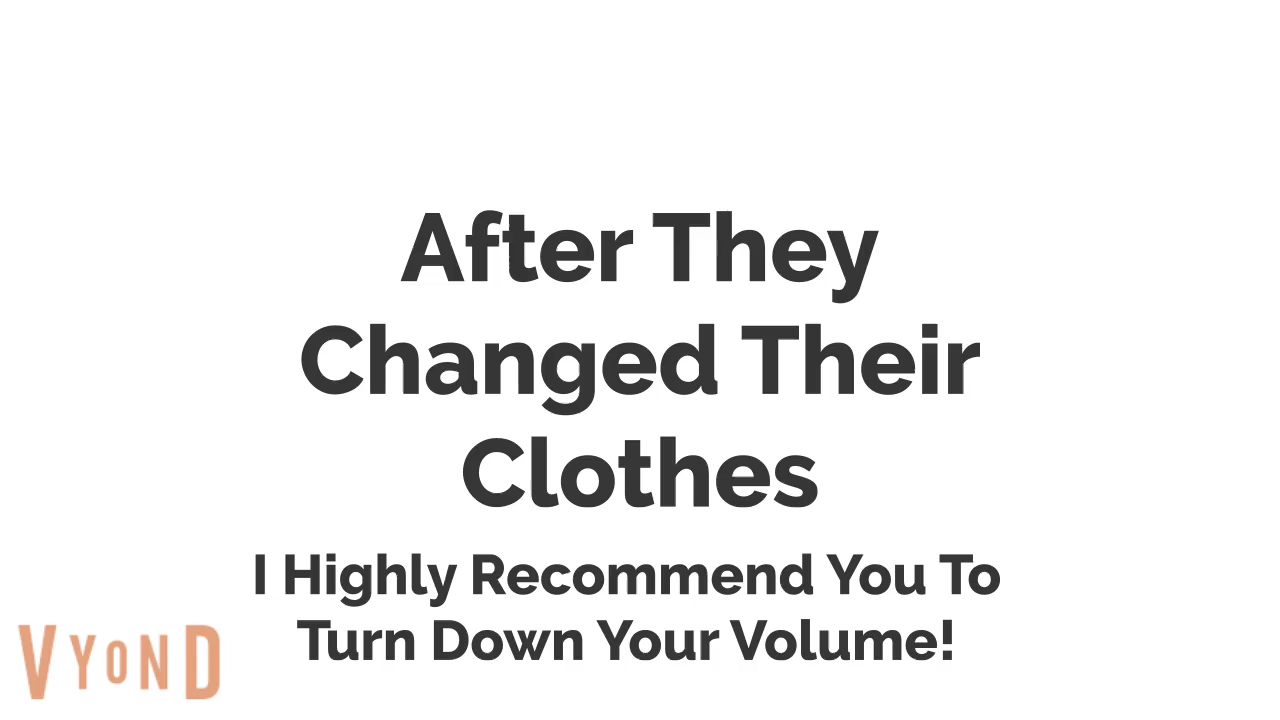 After They
Changed Their
Clothes
I Highly Recommend You To
Turn Down Your Volume!
VYOND